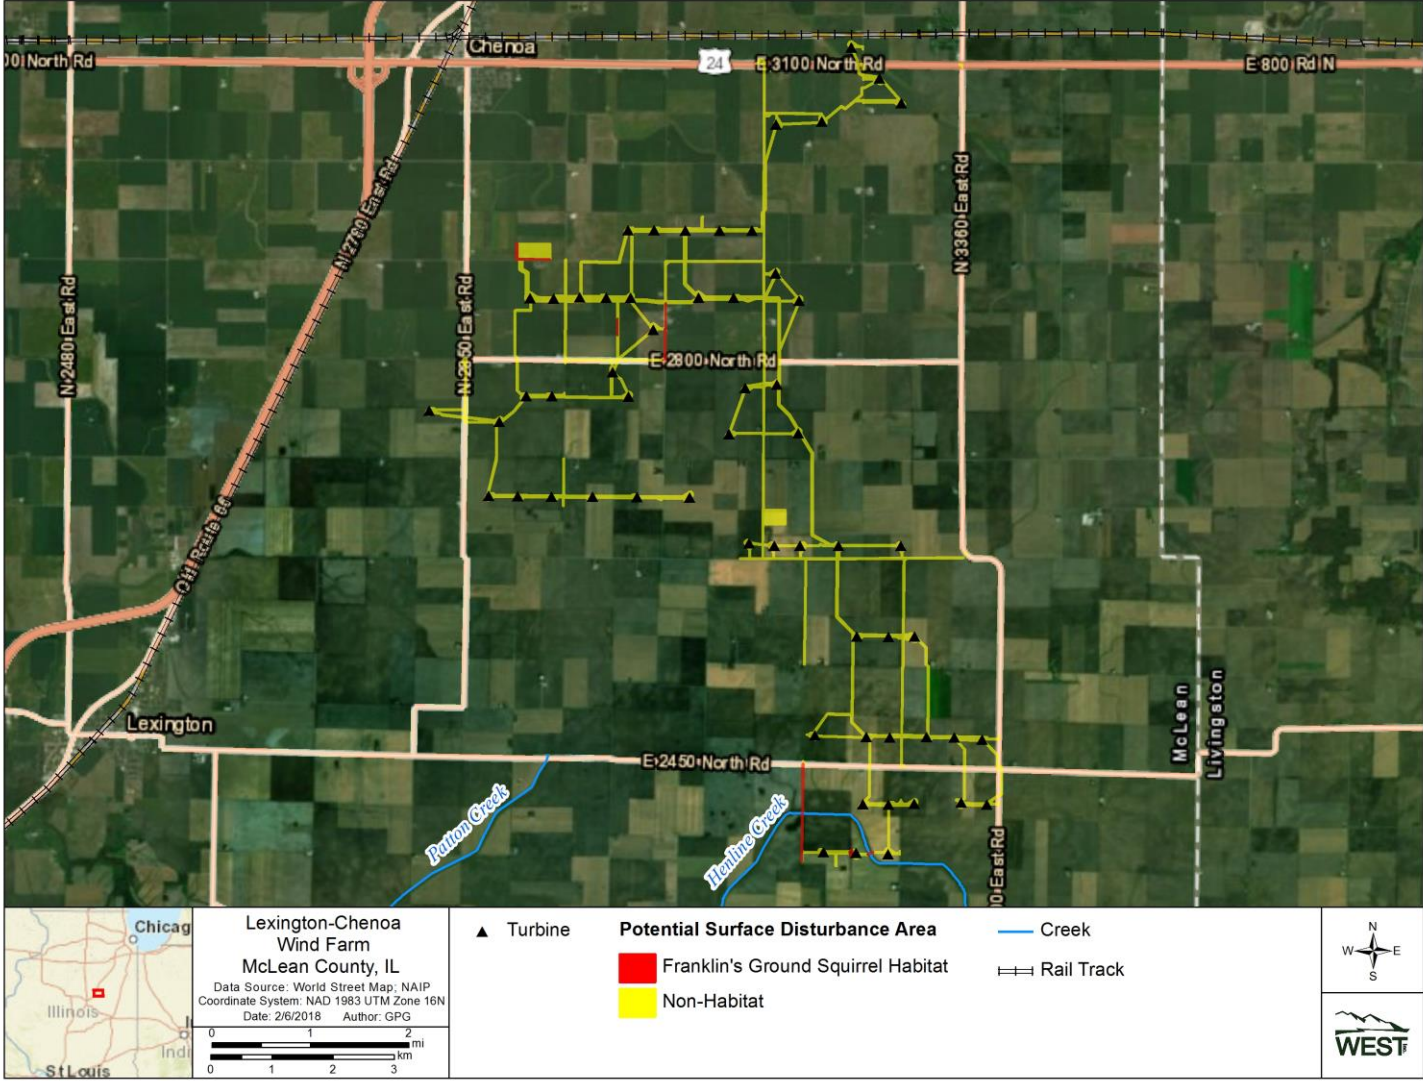 Chenoa
00 North Rd
24
E 3100 North Rd
E 800 Rd N
N 2780 East Rd
N 3360 East Rd
N 2480 East Rd
N 2850 East Rd
E 2800 North Rd
Old Route 66
Lexington
E 2450 North Rd
McLean
Livingston
Patton Creek
Henline Creek
00 East Rd
Chicag
Illinois
Indi
St Louis
Lexington-Chenoa
Wind Farm
McLean County, IL
Data Source: World Street Map; NAIP
Coordinate System: NAD 1983 UTM Zone 16N
Date: 2/6/2018 Author: GPG
0 1 2
mi
km
0 1 2 3
Turbine
Potential Surface Disturbance Area
Franklin's Ground Squirrel Habitat
Non-Habitat
Creek
Rail Track
N
W E
S
WEST